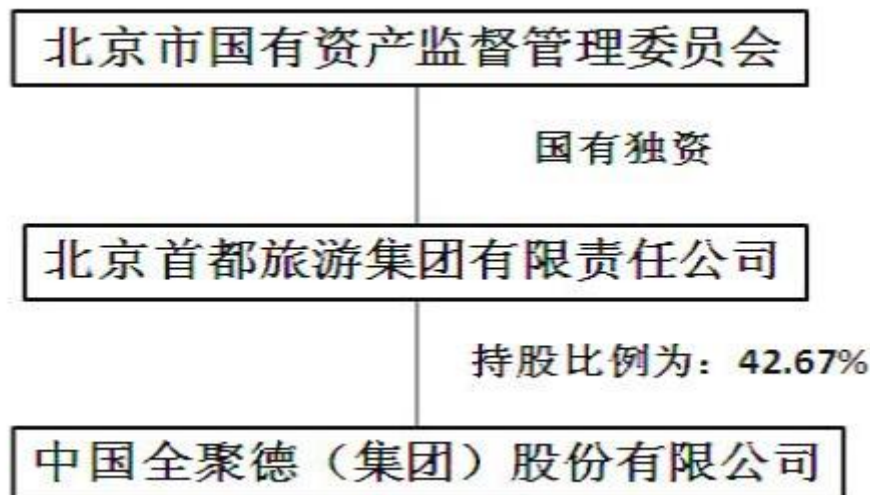 北京市国有资产监督管理委员会
国有独资
北京首都旅游集团有限责任公司
持股比例为：42.67%
中国全聚德（集团）股份有限公司